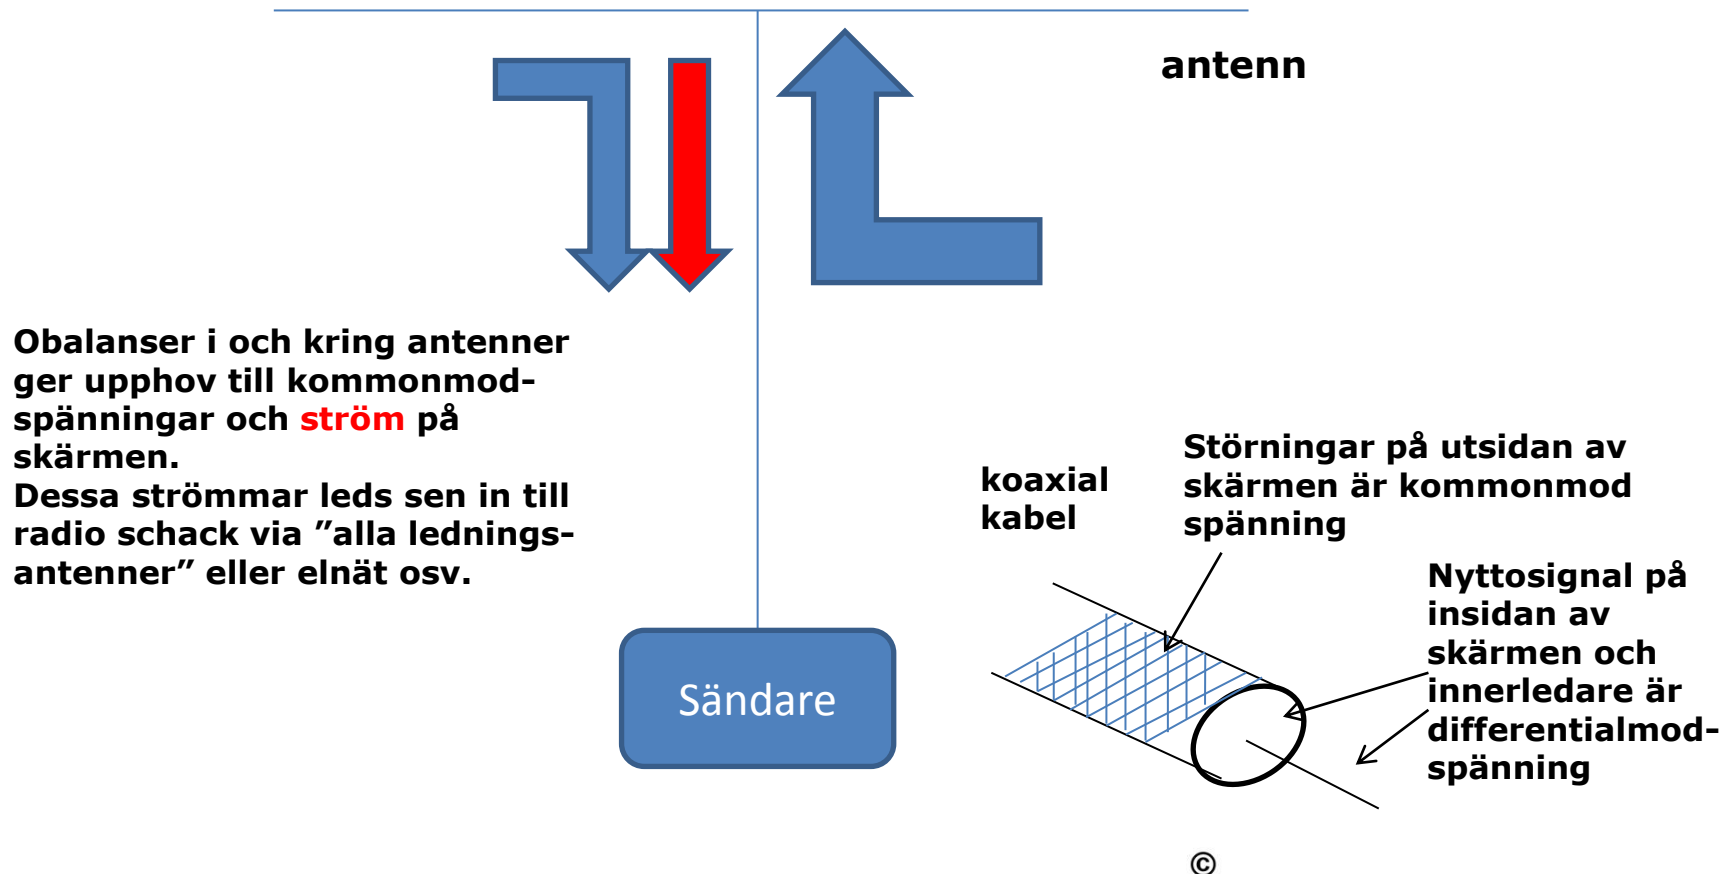 antenn
Obalanser i och kring antenner
ger upphov till kommonmod-
spänningar och ström på
skärmen.
Dessa strömmar leds sen in till
radio schack via ”alla lednings-
antenner” eller elnät osv.
Sändare
koaxial
kabel
Störningar på utsidan av
skärmen är kommonmod
spänning
Nyttosignal på
insidan av
skärmen och
innerledare är
differentialmod-
spänning
©